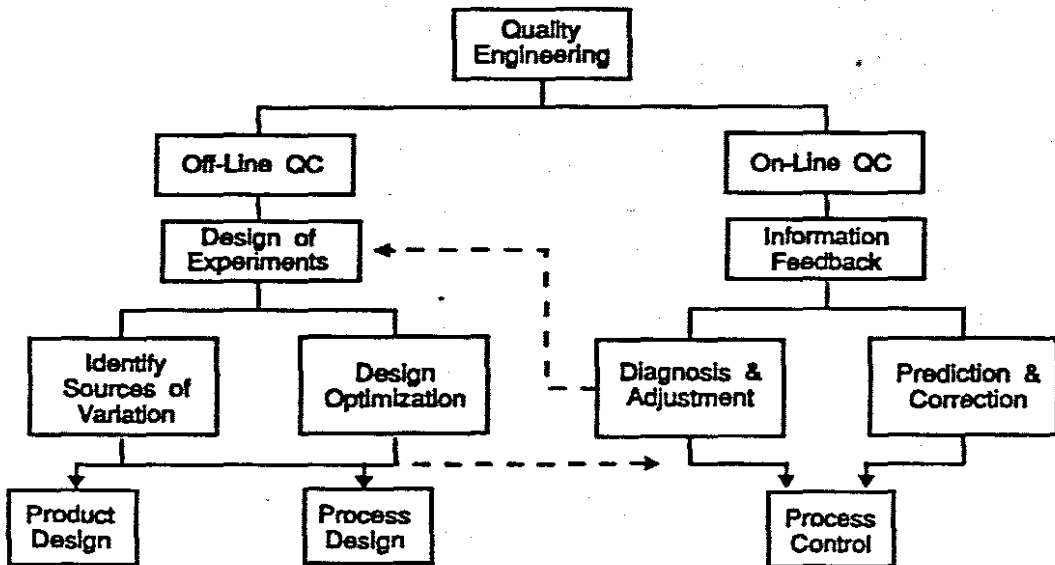 Quality
Engineering
Off-Line QC
On-Line QC
Design of
Experiments
Information
Feedback
Identify
Sources of
Variation
Design
Optimization
Diagnosis &
Adjustment
Prediction &
Correction
Product
Design
Process
Design
Process
Control